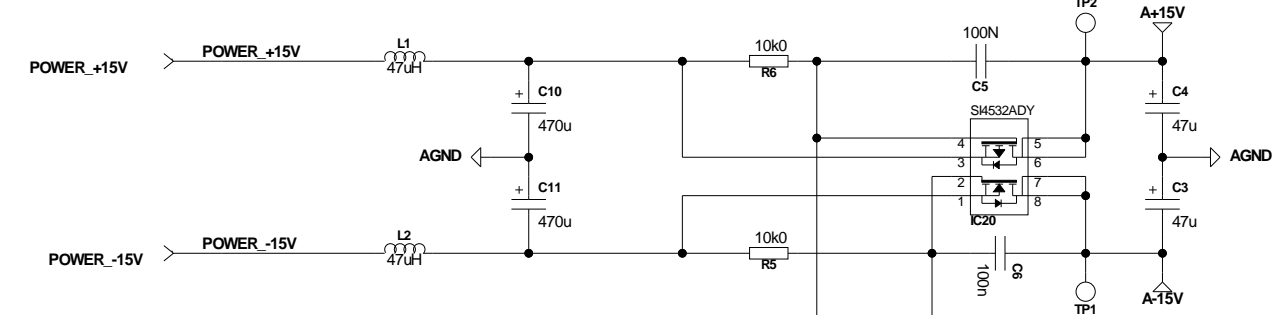 TP2
A+15V
100N
10k0
L1
POWER_+15V
POWER_+15V
47uH
R6
C5
+ C10
+ C4
SI4532ADY
470u
47u
4 5
AGND
3 6
AGND
2 7
+ C11
+ C3
1 8
470u
47u
IC20
L2
10k0
POWER_-15V
POWER_-15V
47uH
R5
100n
C6
A-15V
TP1